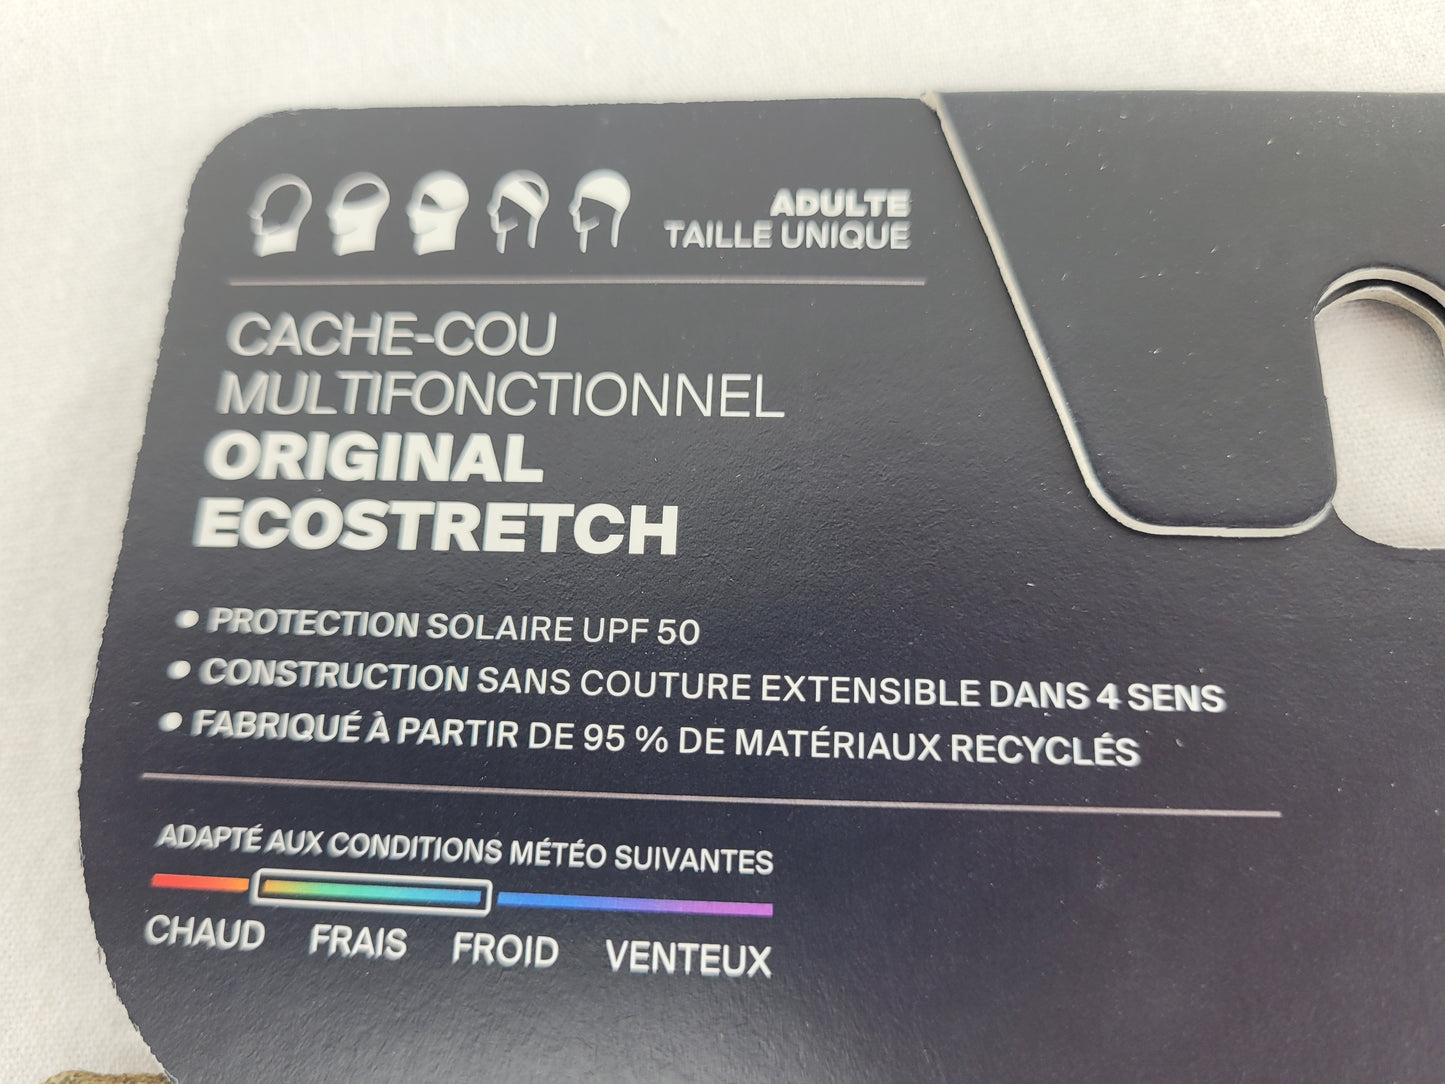 ADULTE
TAILLE UNIQUE
CACHE-COU
MULTIFONCTIONNEL
ORIGINAL
ECOSTRETCH
• PROTECTION SOLAIRE UPF 50
• CONSTRUCTION SANS COUTURE EXTENSIBLE DANS 4 SENS
• FABRIQUÉ À PARTIR DE 95 % DE MATÉRIAUX RECYCLÉS
ADAPTÉ AUX CONDITIONS MÉTÉO SUIVANTES
CHAUD FRAIS FROID VENTEUX